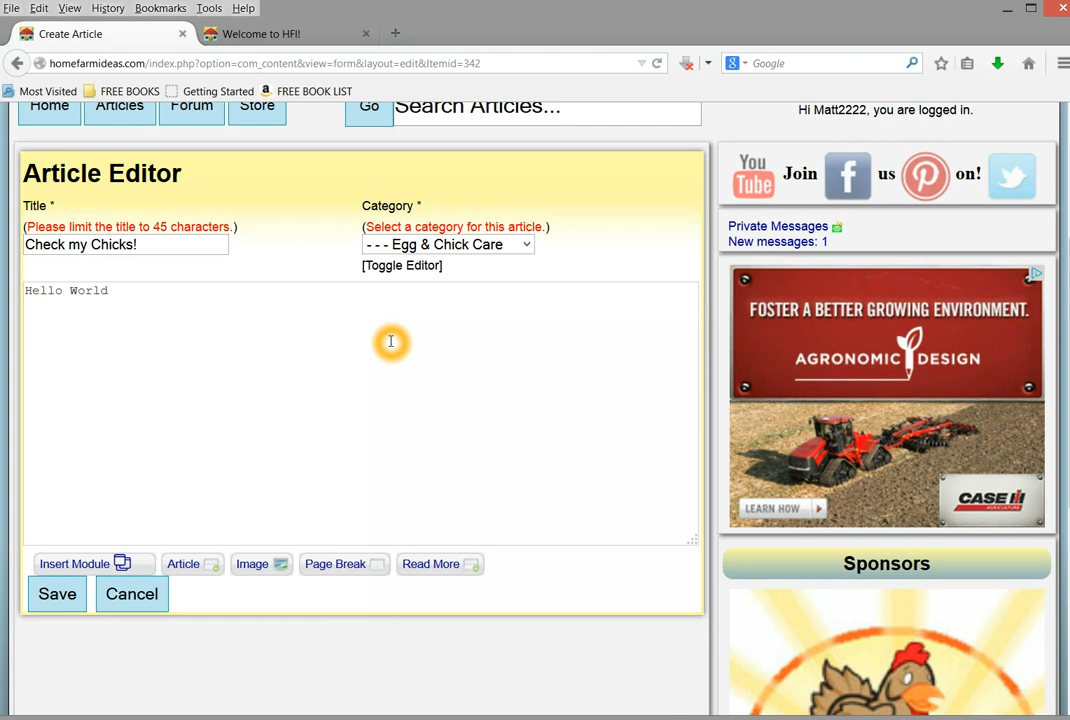 File Edit View History Bookmarks Tools Help
Create Article
Welcome to HFI!
homefarmideas.com/index.php?option=com_content&view=form&layout=edit&Itemid=342
Google
Most Visited FREE BOOKS Getting Started FREE BOOK LIST
Home Articles Forum Store Go Search Articles...
Hi Matt2222, you are logged in.
Article Editor
Title *
(Please limit the title to 45 characters.)
Check my Chicks!
Category *
(Select a category for this article.)
- - - Egg & Chick Care
[Toggle Editor]
Hello World
Insert Module Article Image Page Break Read More
Save Cancel
You Tube Join f us p on!
Private Messages
New messages: 1
FOSTER A BETTER GROWING ENVIRONMENT.
AGRONOMIC DESIGN
LEARN HOW
CASE IH
AGRICULTURE
Sponsors